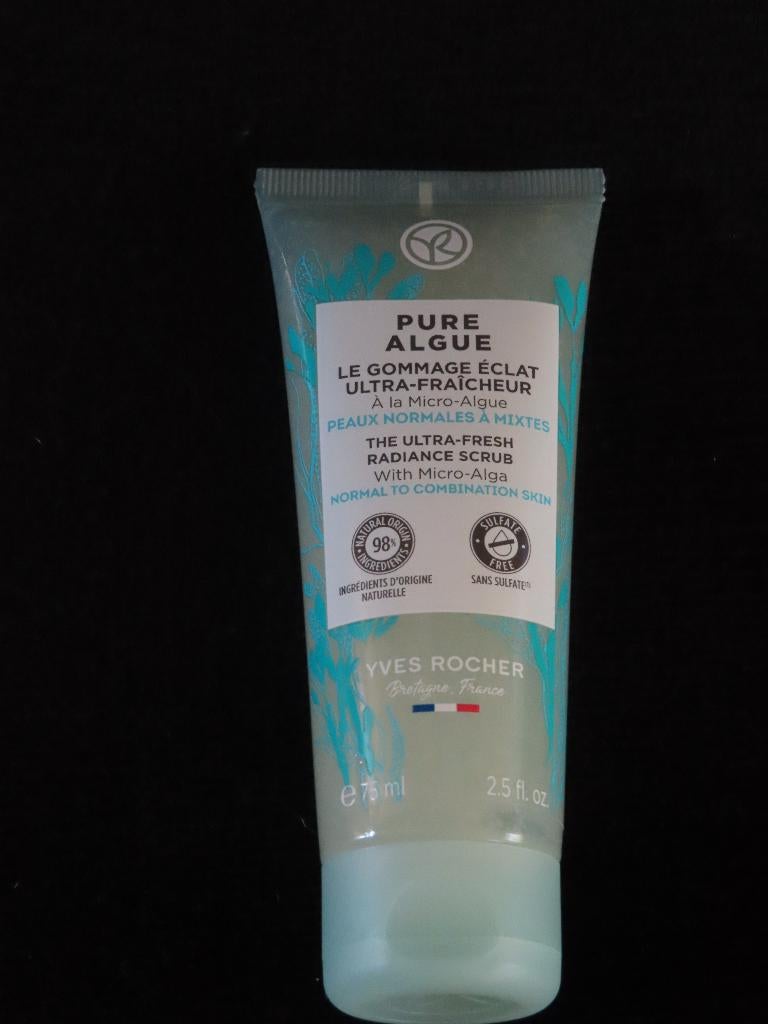 PURE
ALGUE
LE GOMMAGE ÉCLAT
ULTRA-FRAÎCHEUR
À la Micro-Algue
PEAUX NORMALES À MIXTES
THE ULTRA-FRESH
RADIANCE SCRUB
With Micro-Alga
NORMAL TO COMBINATION SKIN
NATURAL ORIGIN
98%
INGREDIENTS
INGRÉDIENTS D'ORIGINE
NATURELLE
SULFATE
FREE
SANS SULFATE
YVES ROCHER
Bretagne, France
e 75 ml
2.5 fl. oz.